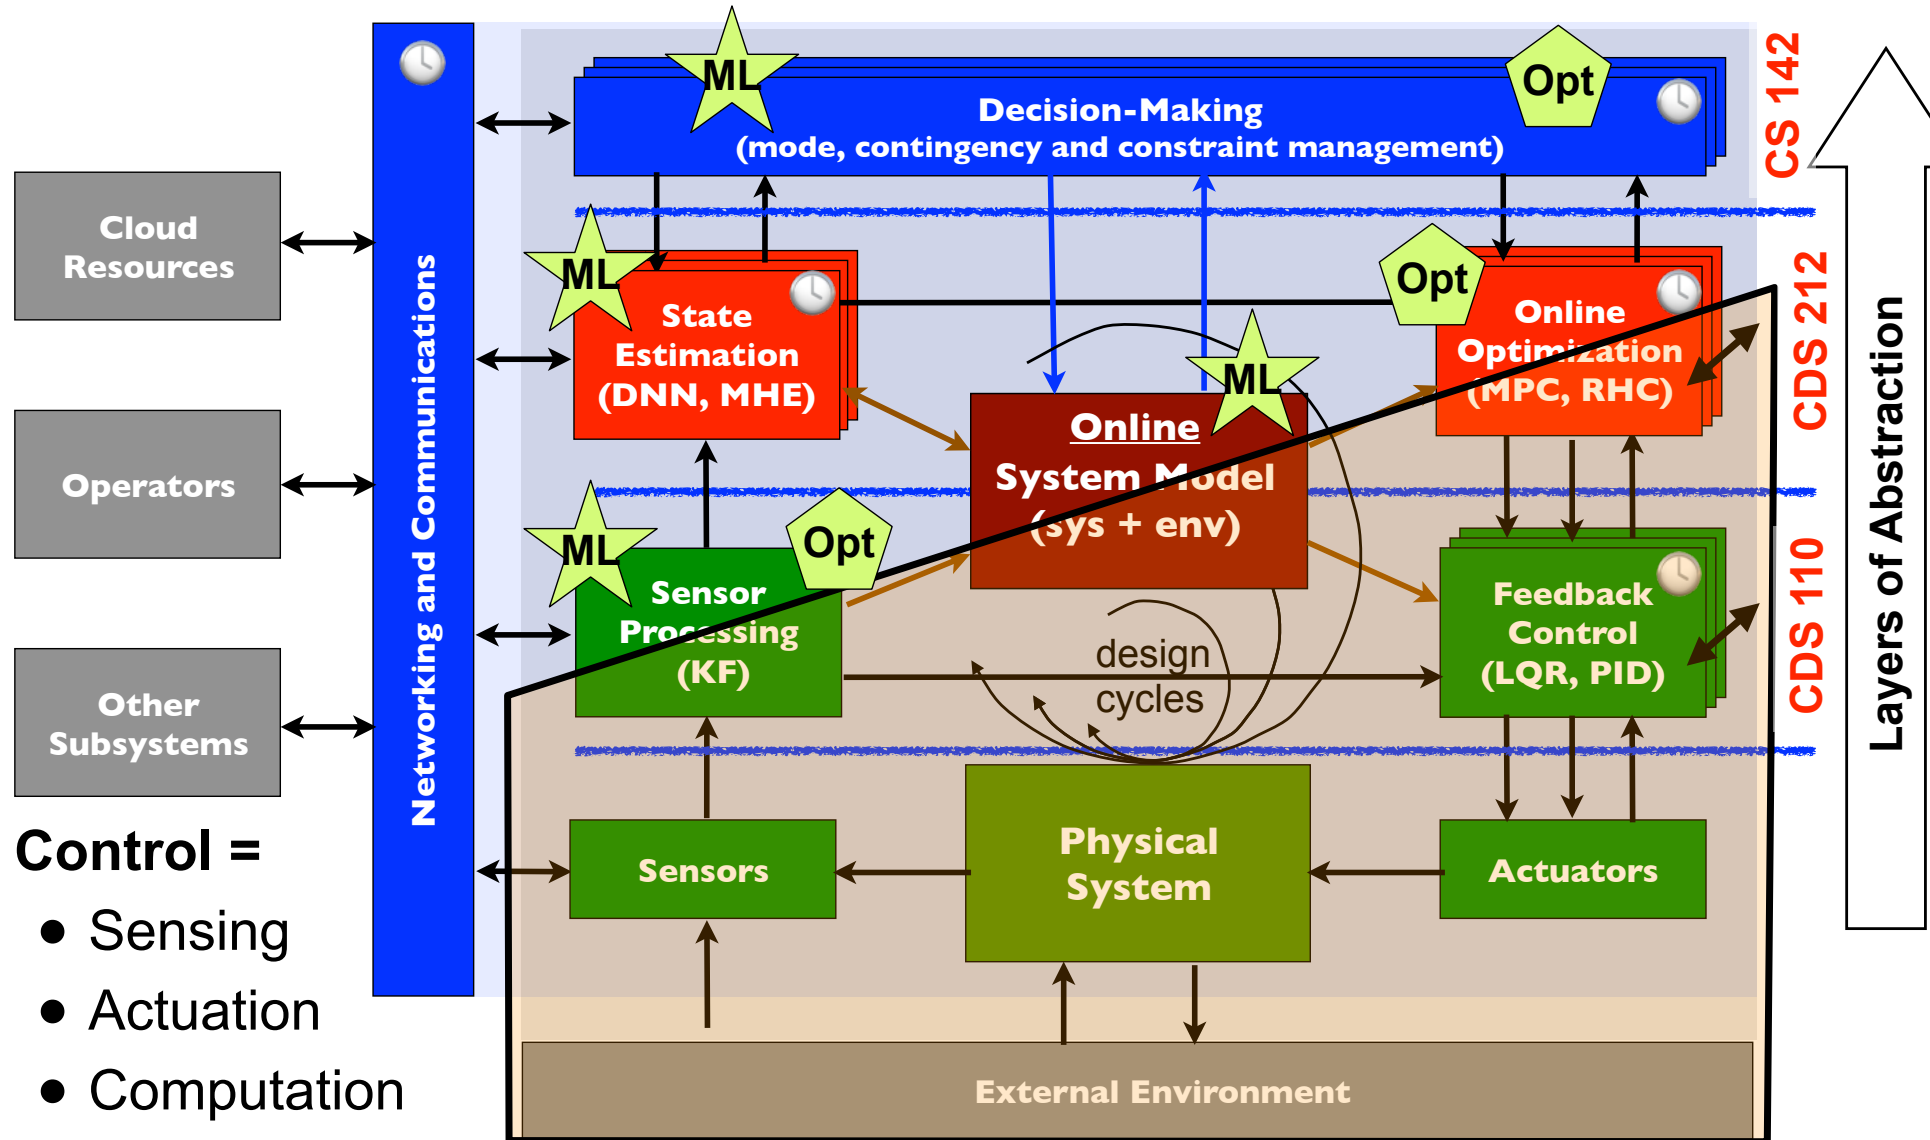 ML
Opt
Decision-Making
(mode, contingency and constraint management)
CS 142
Cloud
Resources
Operators
Other
Subsystems
Networking and Communications
ML
State
Estimation
(DNN, MHE)
Opt
Online
Optimization
(MPC, RHC)
CDS 212
ML
Online
System Model
(sys + env)
ML
Opt
Sensor
Processing
(KF)
design
cycles
Feedback
Control
(LQR, PID)
CDS 110
Layers of Abstraction
Sensors
Physical
System
Actuators
External Environment
Control =
● Sensing
● Actuation
● Computation